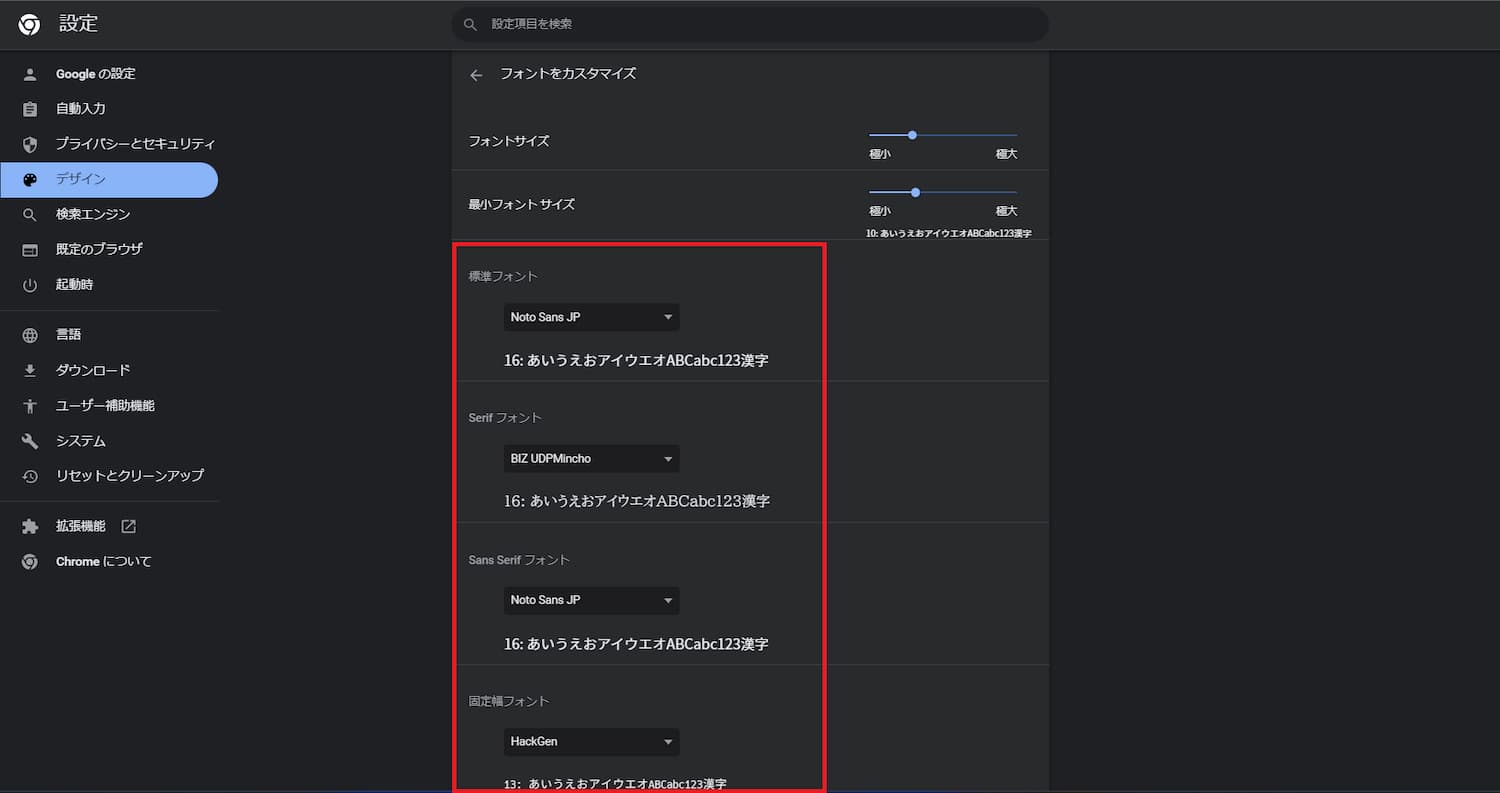 設定
設定項目を検索
Google の設定
自動入力
プライバシーとセキュリティ
デザイン
検索エンジン
既定のブラウザ
起動時
言語
ダウンロード
ユーザー補助機能
システム
リセットとクリーンアップ
拡張機能
Chrome について
フォントをカスタマイズ
フォントサイズ
極小 極大
最小フォント サイズ
極小 極大
10: あいうえおアイウエオABCabc123漢字
標準フォント
Noto Sans JP
16: あいうえおアイウエオABCabc123漢字
Serif フォント
BIZ UDPMincho
16: あいうえおアイウエオABCabc123漢字
Sans Serif フォント
Noto Sans JP
16: あいうえおアイウエオABCabc123漢字
固定幅フォント
HackGen
13: あいうえおアイウエオABCabc123漢字